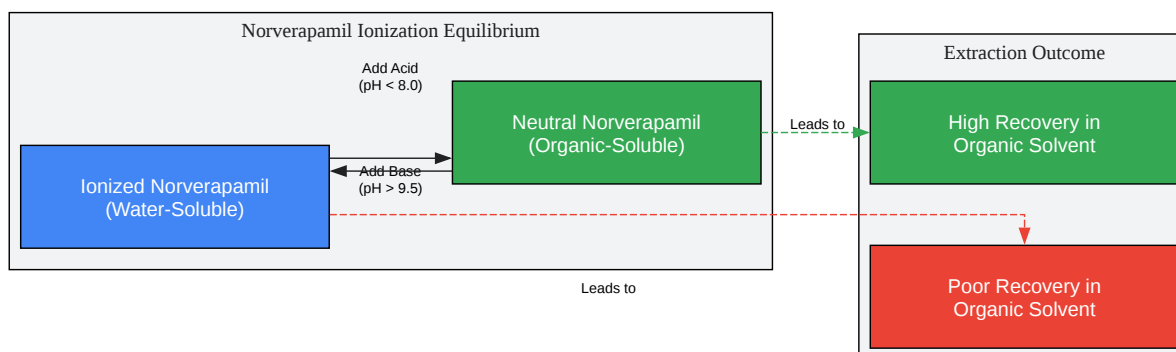 Norverapamil Ionization Equilibrium
Add Acid
(pH < 8.0)
Neutral Norverapamil
(Organic-Soluble)
Add Base
(pH > 9.5)
Ionized Norverapamil
(Water-Soluble)
Leads to
Leads to
Extraction Outcome
High Recovery in
Organic Solvent
Poor Recovery in
Organic Solvent